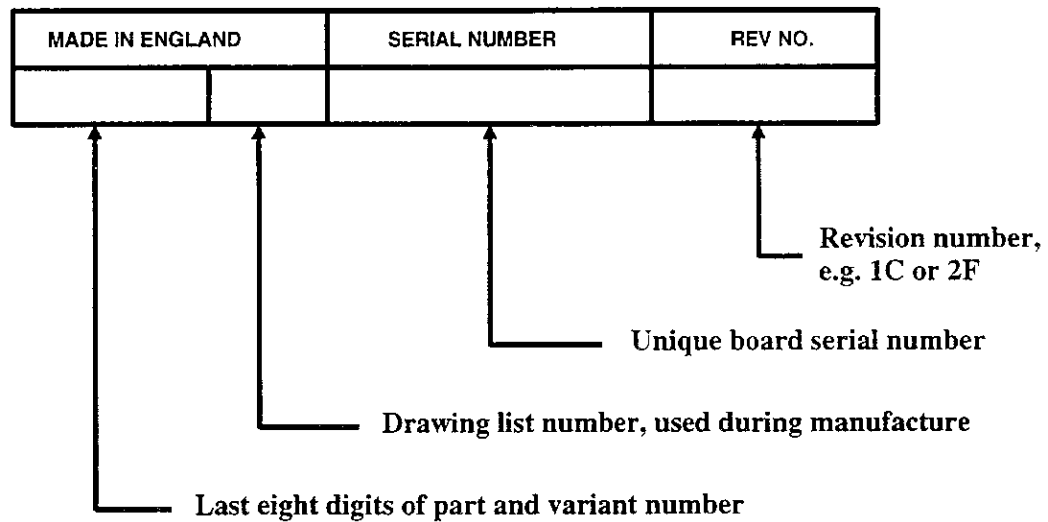 MADE IN ENGLAND SERIAL NUMBER REV NO.
Revision number,
e.g. 1C or 2F
Unique board serial number
Drawing list number, used during manufacture
Last eight digits of part and variant number